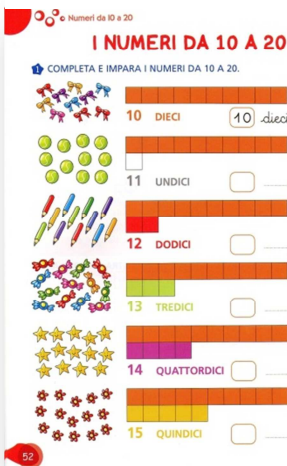 Numeri da 10 a 20
I NUMERI DA 10 A 20
1 COMPLETA E IMPARA I NUMERI DA 10 A 20.
10 DIECI 10 dieci
11 UNDICI
12 DODICI
13 TREDICI
14 QUATTORDICI
15 QUINDICI
52